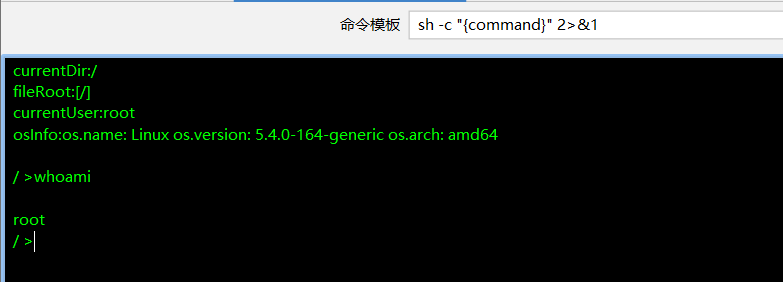 命令模板 sh -c "{command}" 2>&1
currentDir:/
fileRoot:[/]
currentUser:root
osInfo:os.name: Linux os.version: 5.4.0-164-generic os.arch: amd64
/ >whoami
root
/ >